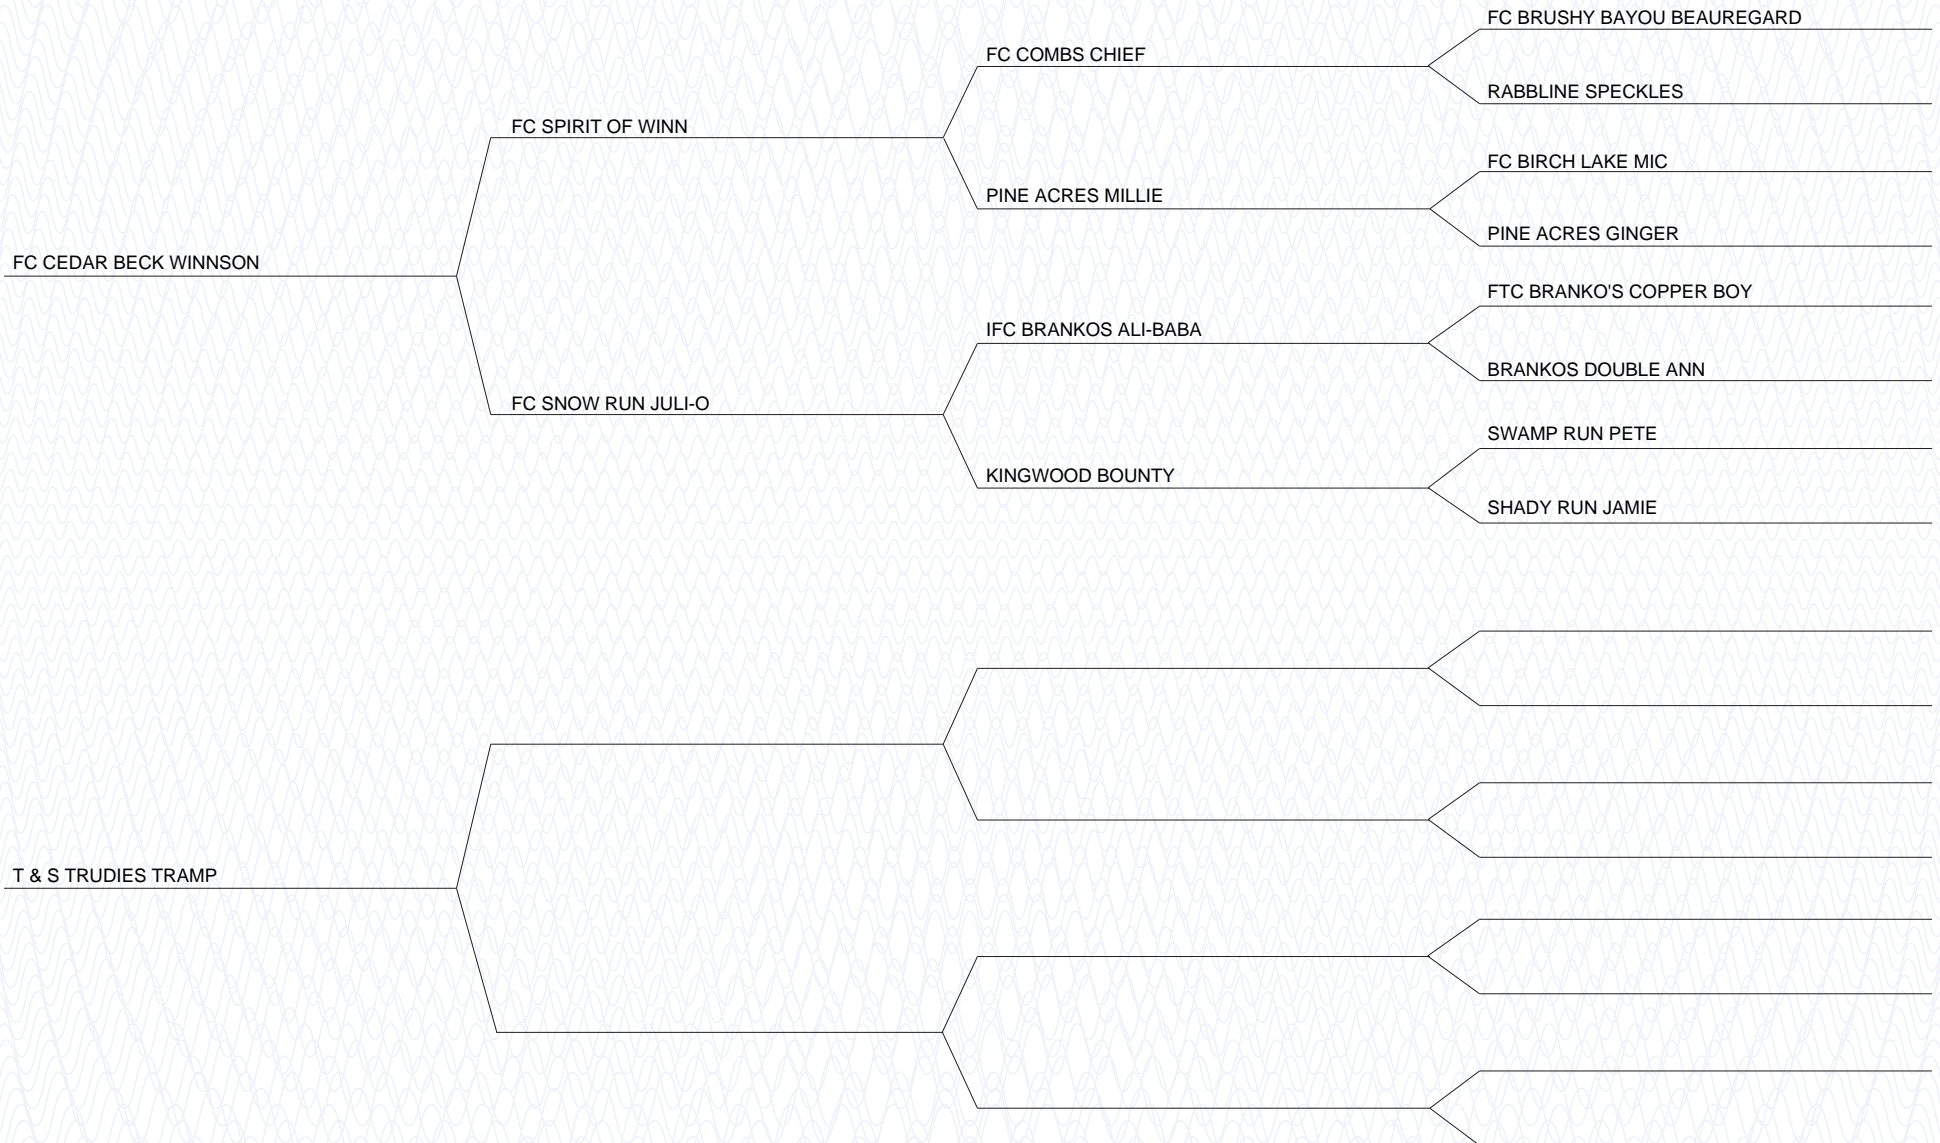 FC BRUSHY BAYOU BEAUREGARD
FC COMBS CHIEF
RABBLINE SPECKLES
FC SPIRIT OF WINN
FC BIRCH LAKE MIC
PINE ACRES MILLIE
PINE ACRES GINGER
FC CEDAR BECK WINNSON
FTC BRANKO'S COPPER BOY
IFC BRANKOS ALI-BABA
BRANKOS DOUBLE ANN
FC SNOW RUN JULI-O
SWAMP RUN PETE
KINGWOOD BOUNTY
SHADY RUN JAMIE
T & S TRUDIES TRAMP